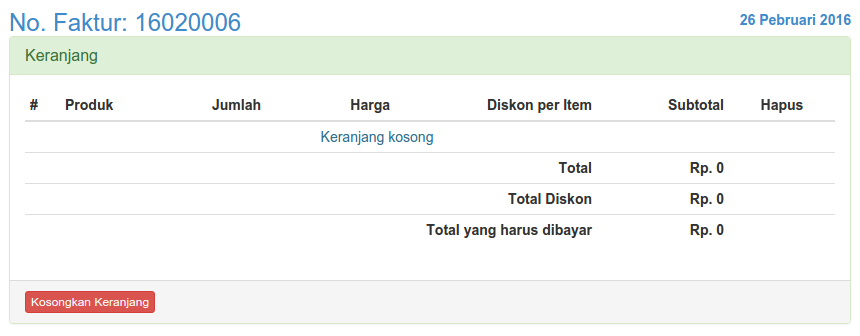 No. Faktur: 16020006 26 Pebruari 2016
Keranjang
# Produk Jumlah Harga Diskon per Item Subtotal Hapus
Keranjang kosong
Total Rp. 0
Total Diskon Rp. 0
Total yang harus dibayar Rp. 0
Kosongkan Keranjang